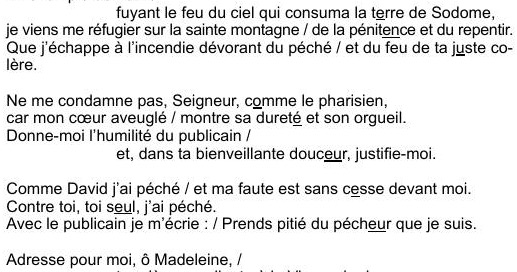 fuyant le feu du ciel qui consuma la terre de Sodome,
je viens me réfugier sur la sainte montagne / de la pénitence et du repentir.
Que j’échappe à l’incendie dévorant du péché / et du feu de ta juste co-
lère.
Ne me condamne pas, Seigneur, comme le pharisien,
car mon cœur aveuglé / montre sa dureté et son orgueil.
Donne-moi l’humilité du publicain /
et, dans ta bienveillante douceur, justifie-moi.
Comme David j’ai péché / et ma faute est sans cesse devant moi.
Contre toi, toi seul, j’ai péché.
Avec le publicain je m’écrie : / Prends pitié du pécheur que je suis.
Adresse pour moi, ô Madeleine, /